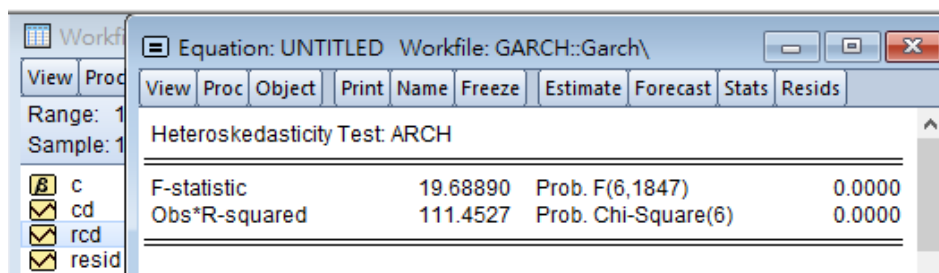 Workfi
Equation: UNTITLED Workfile: GARCH::Garch\
View Proc
View Proc Object Print Name Freeze Estimate Forecast Stats Resids
Range: 1
Sample: 1
Heteroskedasticity Test: ARCH
F-statistic 19.68890 Prob. F(6,1847) 0.0000
Obs*R-squared 111.4527 Prob. Chi-Square(6) 0.0000
β c
cd
rcd
resid